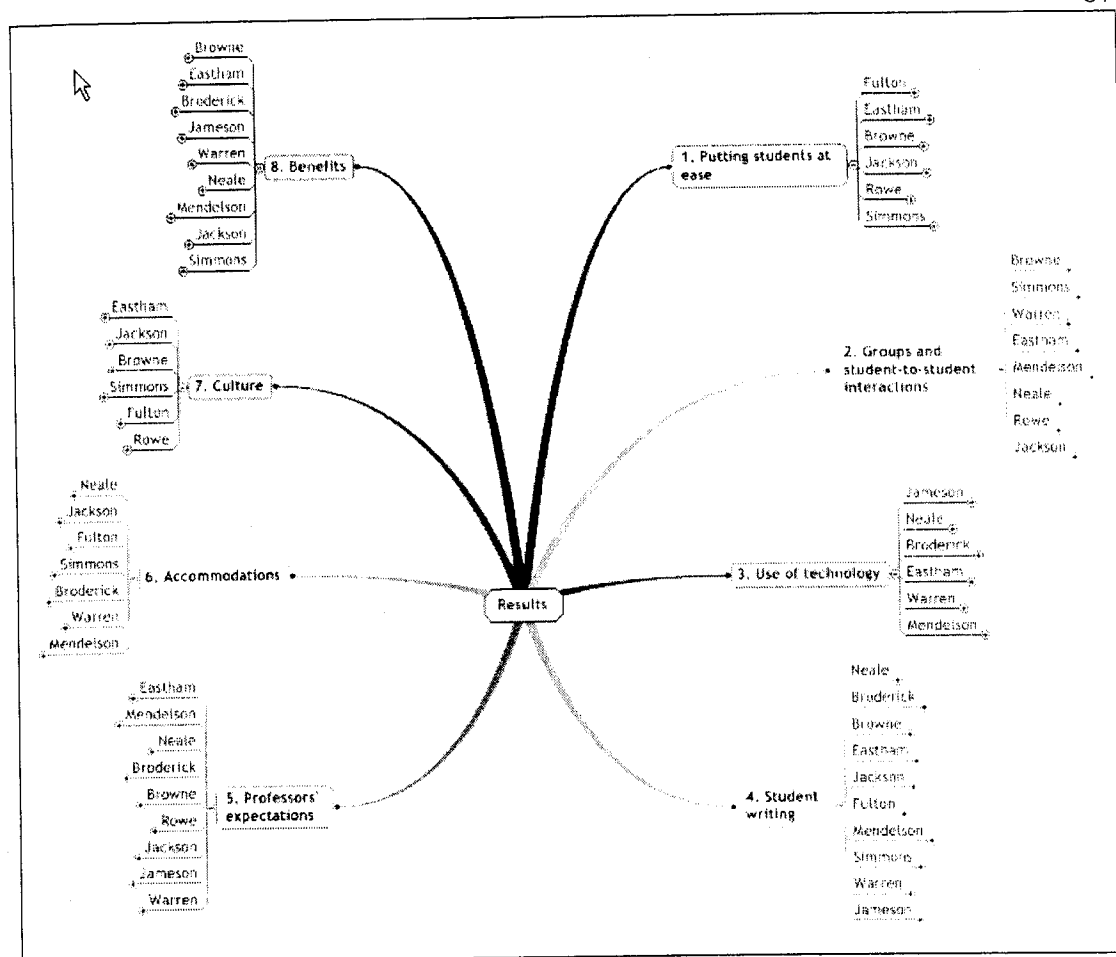 Results
1. Putting students at
ease
Fulton
Eastham
Browne
Jackson
Rowe
Simmons
2. Groups and
student-to-student
interactions
Browne
Simmons
Warren
Eastham
Mendelson
Neale
Rowe
Jackson
3. Use of technology
Jameson
Neale
Broderick
Eastham
Warren
Mendelson
4. Student
writing
Neale
Broderick
Browne
Eastham
Jackson
Fulton
Mendelson
Simmons
Warren
Jameson
5. Professors'
expectations
Eastham
Mendelson
Neale
Broderick
Browne
Rowe
Jackson
Jameson
Warren
6. Accommodations
Neale
Jackson
Fulton
Simmons
Broderick
Warren
Mendelson
7. Culture
Eastham
Jackson
Browne
Simmons
Fulton
Rowe
8. Benefits
Browne
Eastham
Broderick
Jameson
Warren
Neale
Mendelson
Jackson
Simmons